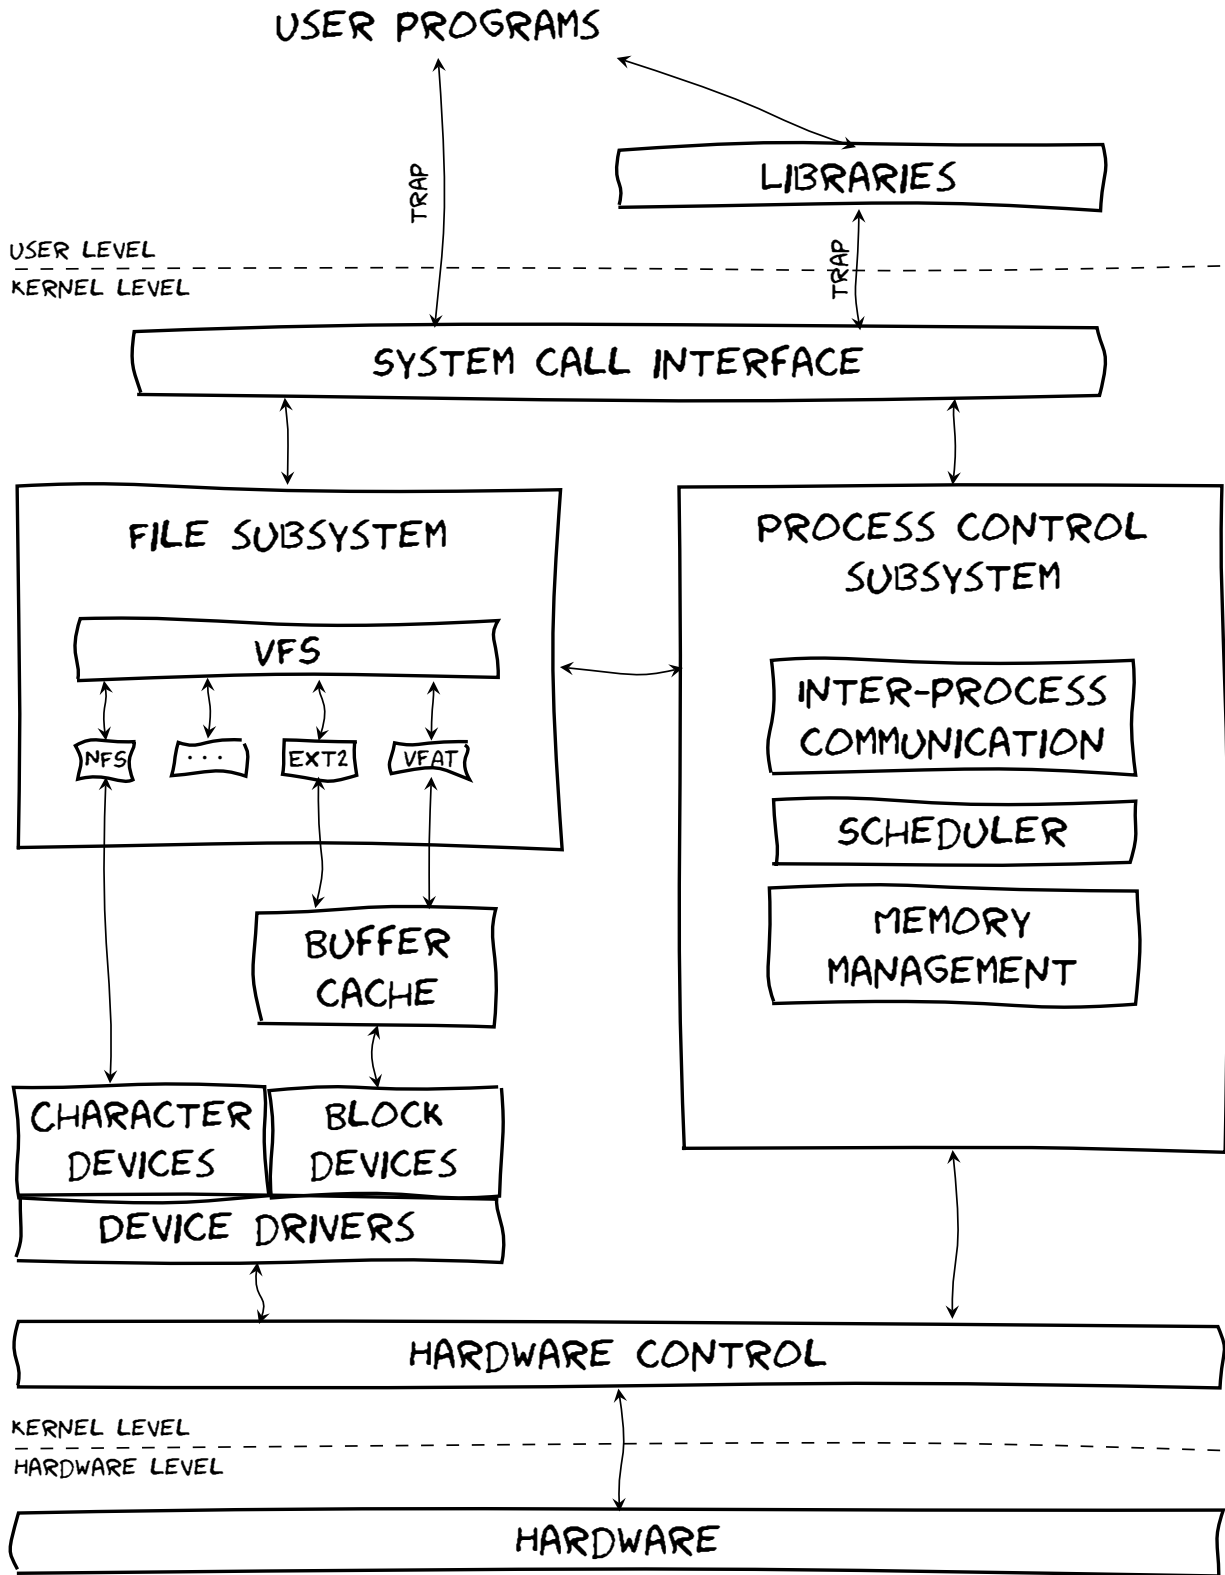 USER PROGRAMS
LIBRARIES
TRAP
TRAP
USER LEVEL
KERNEL LEVEL
SYSTEM CALL INTERFACE
FILE SUBSYSTEM
VFS
NFS
...
EXT2
VFAT
PROCESS CONTROL
SUBSYSTEM
INTER-PROCESS
COMMUNICATION
SCHEDULER
MEMORY
MANAGEMENT
BUFFER
CACHE
CHARACTER
DEVICES
BLOCK
DEVICES
DEVICE DRIVERS
HARDWARE CONTROL
KERNEL LEVEL
HARDWARE LEVEL
HARDWARE